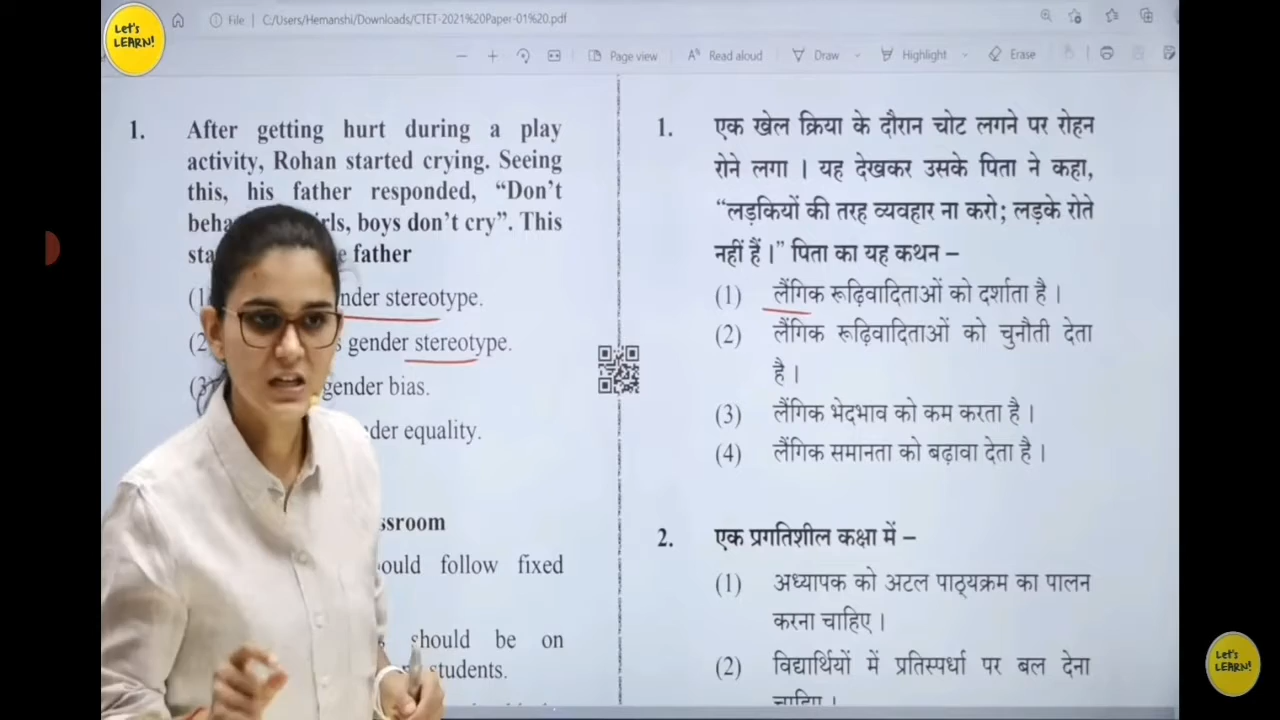 Let's
LEARN!
File
C:/Users/Hemanshi/Downloads/CTET-2021%20Paper-01%20.pdf
Page view
Read aloud
Draw
Highlight
Erase
1. After getting hurt during a play
activity, Rohan started crying. Seeing
this, his father responded, “Don’t
boys don’t cry”. This
father
stereotype.
gender stereotype.
gender bias.
equality.
follow fixed
should be on
students.
1. एक खेल क्रिया के दौरान चोट लगने पर रोहन
रोने लगा । यह देखकर उसके पिता ने कहा,
“लड़कियों की तरह व्यवहार ना करो; लड़के रोते
नहीं हैं ।” पिता का यह कथन –
(1) लैंगिक रूढ़िवादिताओं को दर्शाता है ।
(2) लैंगिक रूढ़िवादिताओं को चुनौती देता
है ।
(3) लैंगिक भेदभाव को कम करता है ।
(4) लैंगिक समानता को बढ़ावा देता है ।
2. एक प्रगतिशील कक्षा में –
(1) अध्यापक को अटल पाठ्यक्रम का पालन
करना चाहिए ।
(2) विद्यार्थियों में प्रतिस्पर्धा पर बल देना
चाहिए ।
Let's
LEARN!